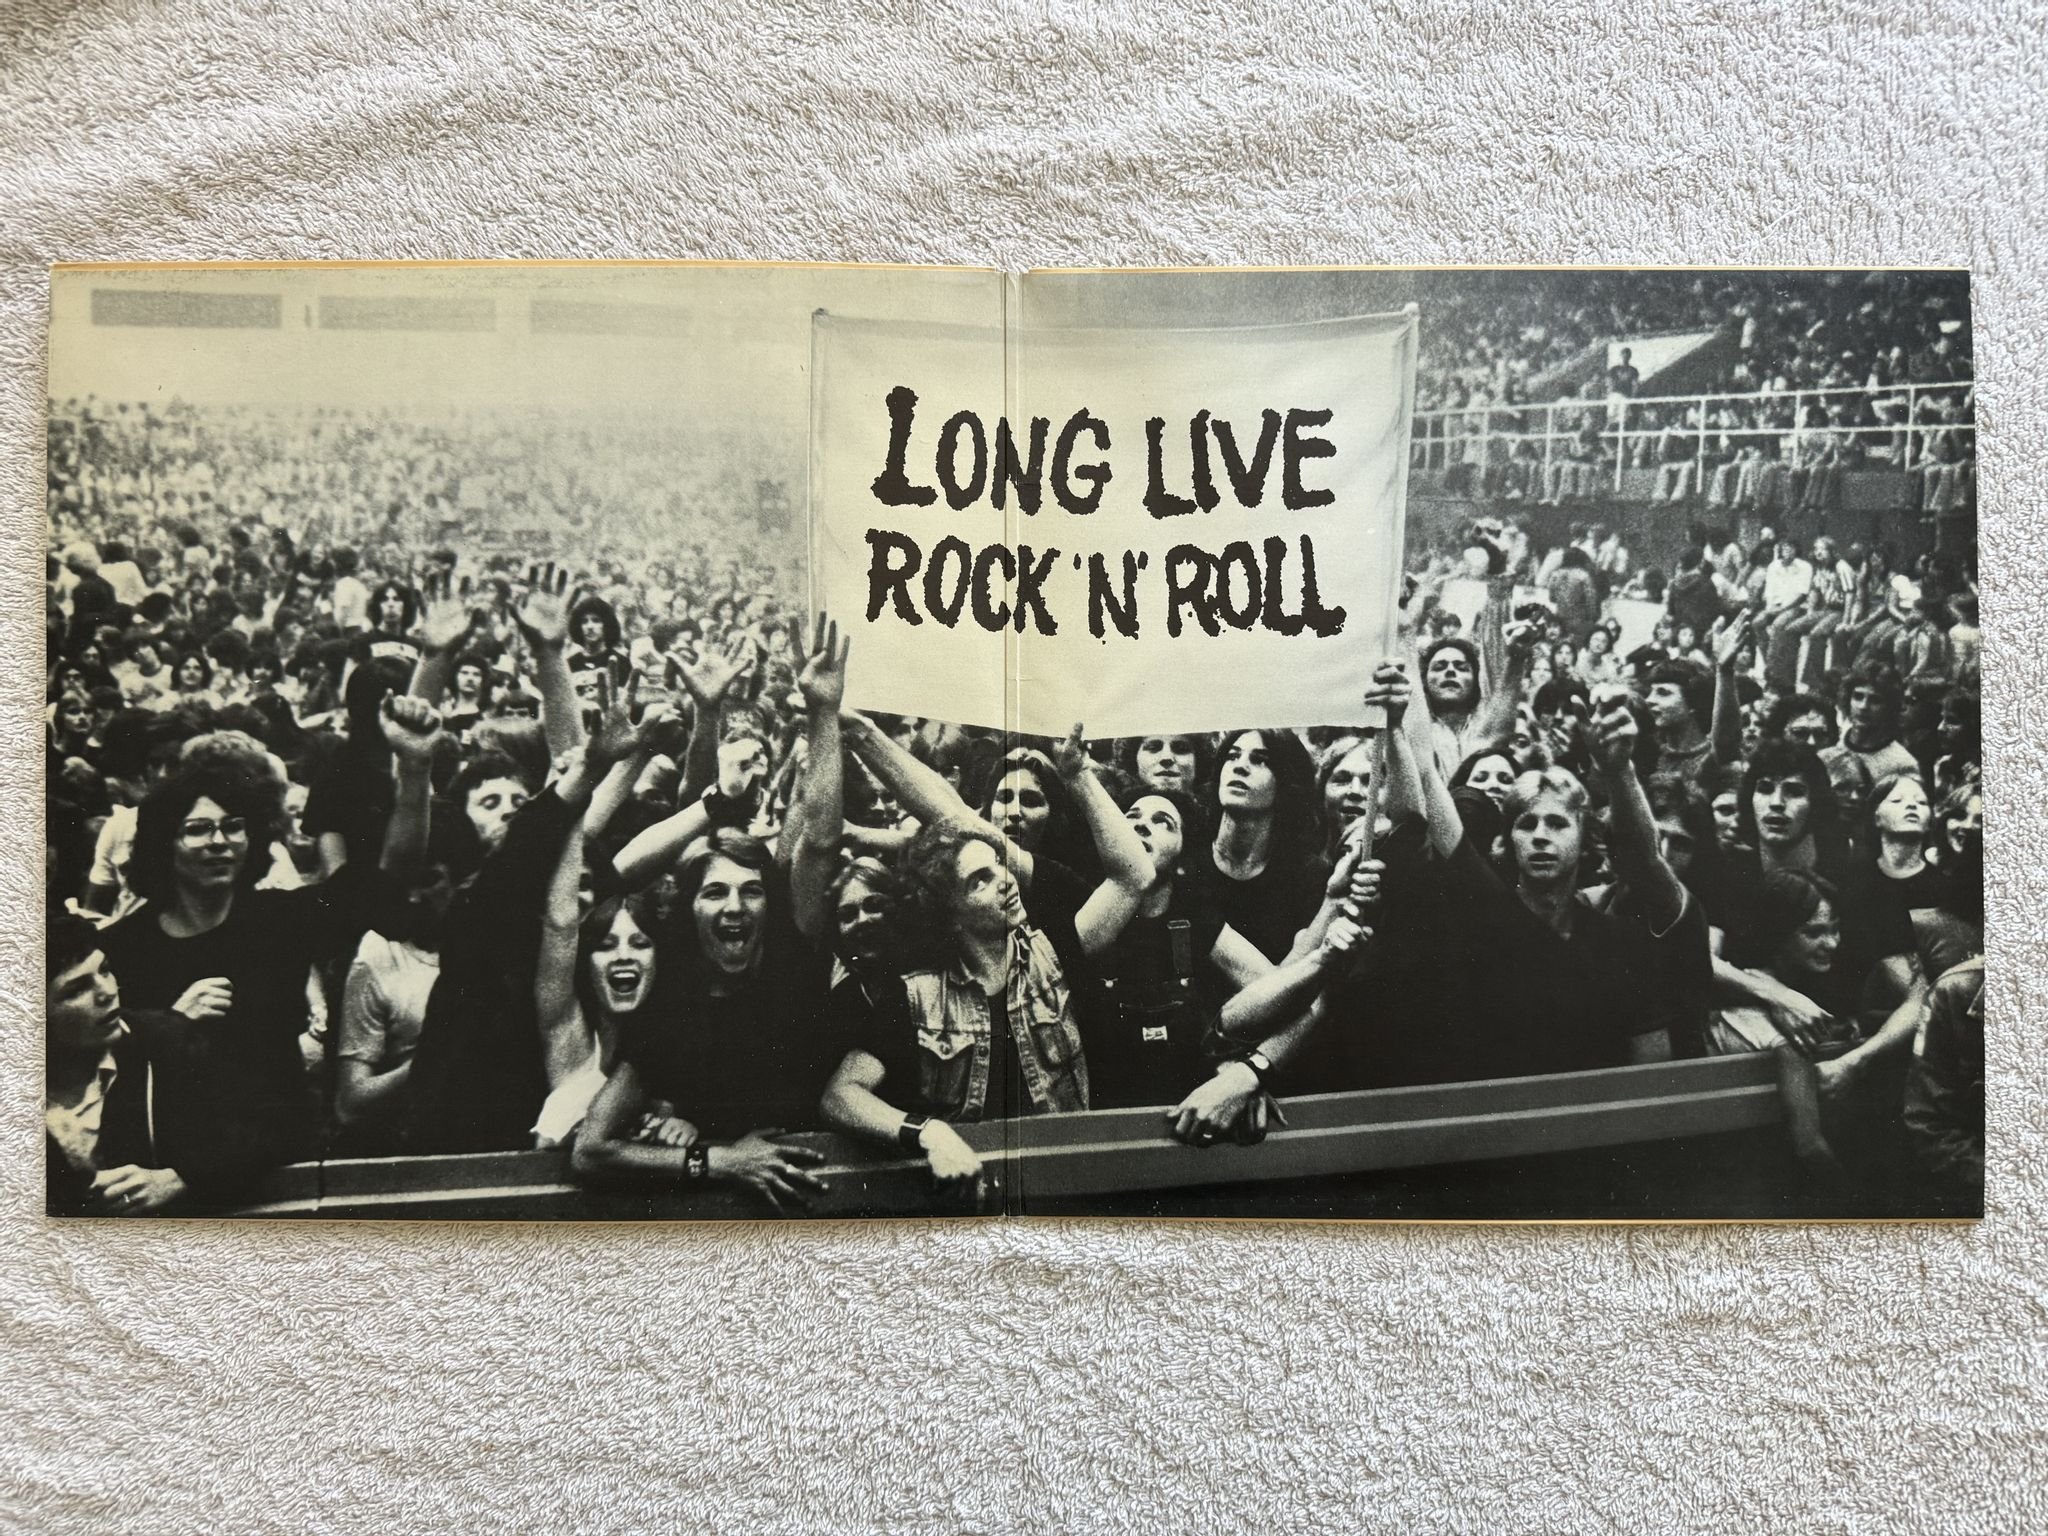 LONG LIVE
ROCK 'N' ROLL